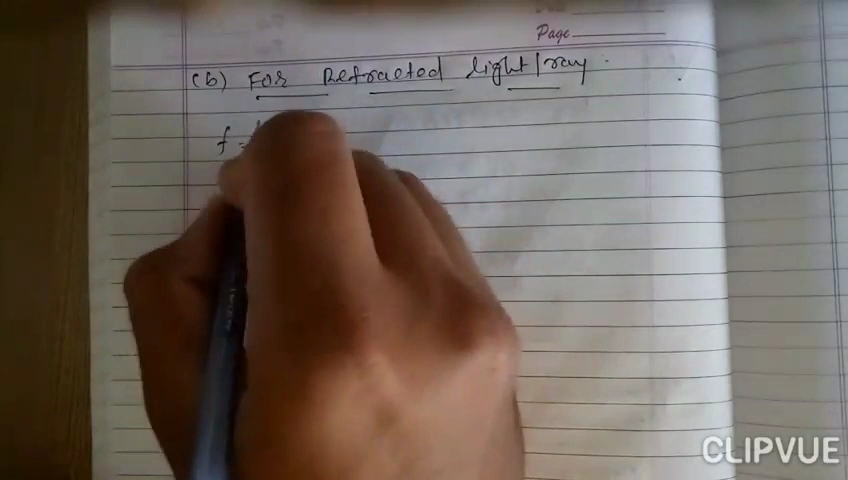 Page
(b) For Refracted light/ray.
f =
CLIPVUE